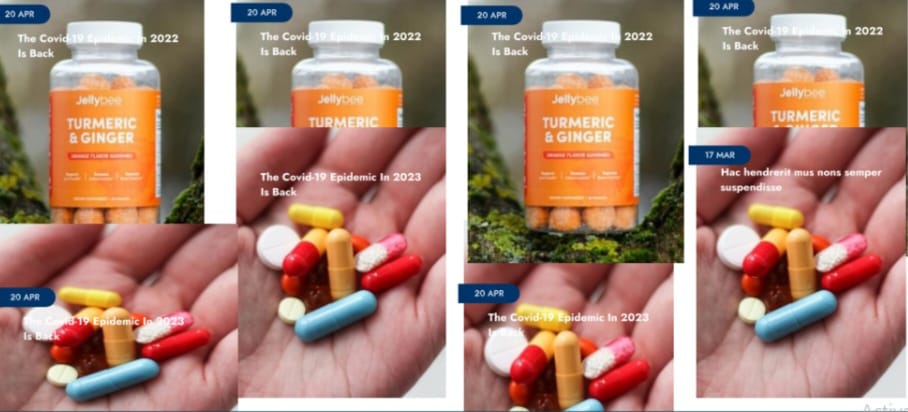 20 APR
The Covid-19 Epidemic In 2022
Is Back
Jellybee
TURMERIC
& GINGER
ORANGE FLAVOR GUMMIES
20 APR
The Covid-19 Epidemic In 2023
Is Back
20 APR
The Covid-19 Epidemic In 2022
Is Back
Jellybee
TURMERIC
The Covid-19 Epidemic In 2023
Is Back
20 APR
The Covid-19 Epidemic In 2022
Is Back
Jellybee
TURMERIC
& GINGER
ORANGE FLAVOR GUMMIES
20 APR
The Covid-19 Epidemic In 2023
Is Back
20 APR
The Covid-19 Epidemic In 2022
Is Back
Jellybee
TURMERIC
17 MAR
Hac hendrerit mus nons semper
suspendisse